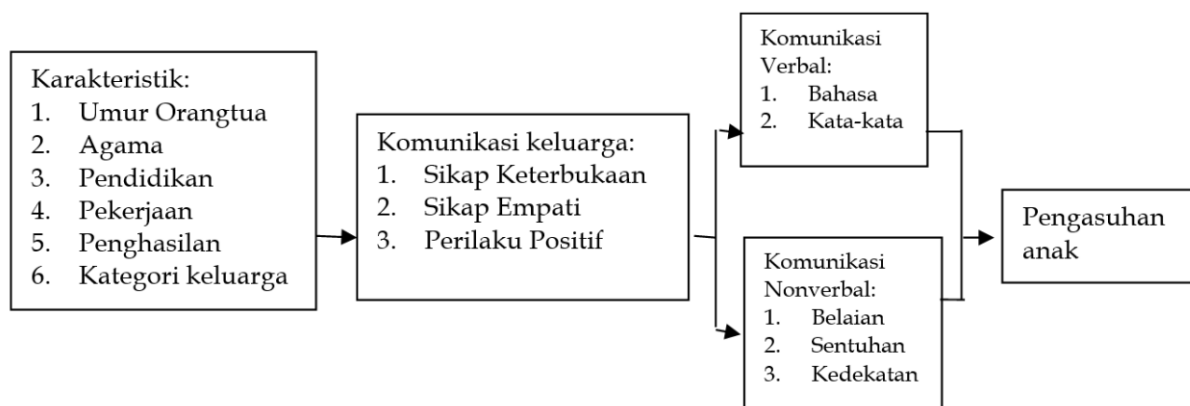 Karakteristik:
1. Umur Orangtua
2. Agama
3. Pendidikan
4. Pekerjaan
5. Penghasilan
6. Kategori keluarga
Komunikasi keluarga:
1. Sikap Keterbukaan
2. Sikap Empati
3. Perilaku Positif
Komunikasi
Verbal:
1. Bahasa
2. Kata-kata
Komunikasi
Nonverbal:
1. Belaian
2. Sentuhan
3. Kedekatan
Pengasuhan
anak